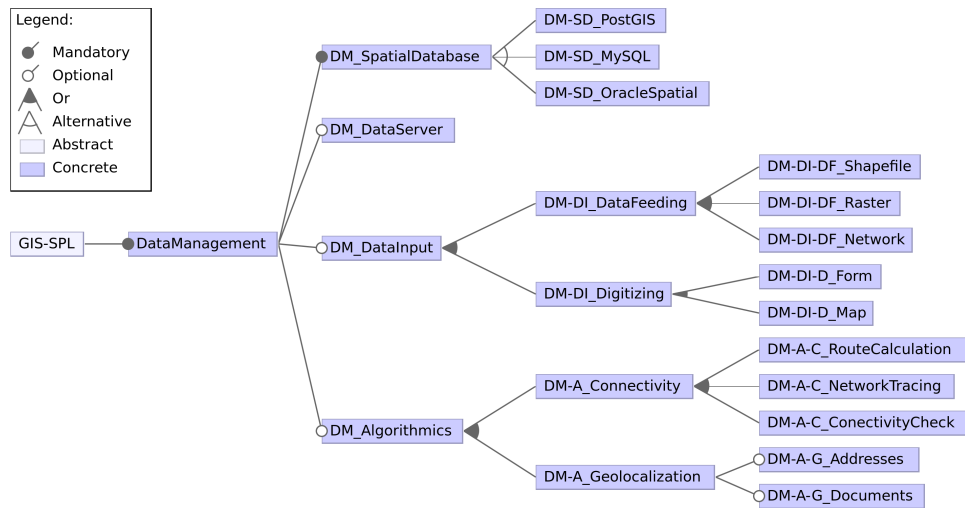 Legend:
Mandatory
Optional
Or
Alternative
Abstract
Concrete
GIS-SPL
DataManagement
DM_SpatialDatabase
DM-SD_PostGIS
DM-SD_MySQL
DM-SD_OracleSpatial
DM_DataServer
DM_DataInput
DM-DI_DataFeeding
DM-DI-DF_Shapefile
DM-DI-DF_Raster
DM-DI-DF_Network
DM-DI_Digitizing
DM-DI-D_Form
DM-DI-D_Map
DM_Algorithmics
DM-A_Connectivity
DM-A-C_RouteCalculation
DM-A-C_NetworkTracing
DM-A-C_ConectivityCheck
DM-A_Geolocalization
DM-A-G_Addresses
DM-A-G_Documents